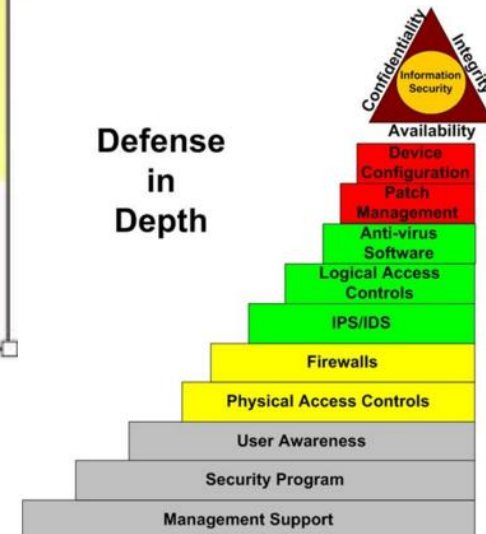 Confidentiality
Integrity
Information
Security
Availability
Defense
in
Depth
Device
Configuration
Patch
Management
Anti-virus
Software
Logical Access
Controls
IPS/IDS
Firewalls
Physical Access Controls
User Awareness
Security Program
Management Support